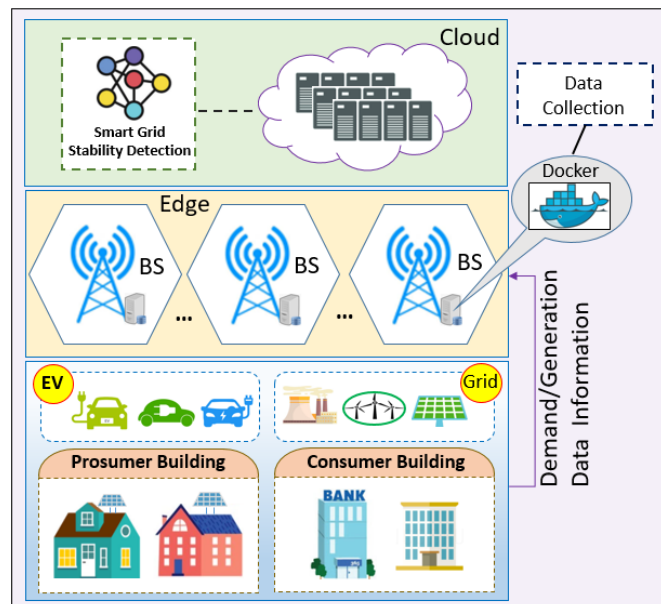 Cloud
Smart Grid
Stability Detection
Data
Collection
Docker
Edge
BS
BS
BS
...
...
EV
Grid
Prosumer Building
Consumer Building
BANK
Demand/Generation
Data Information